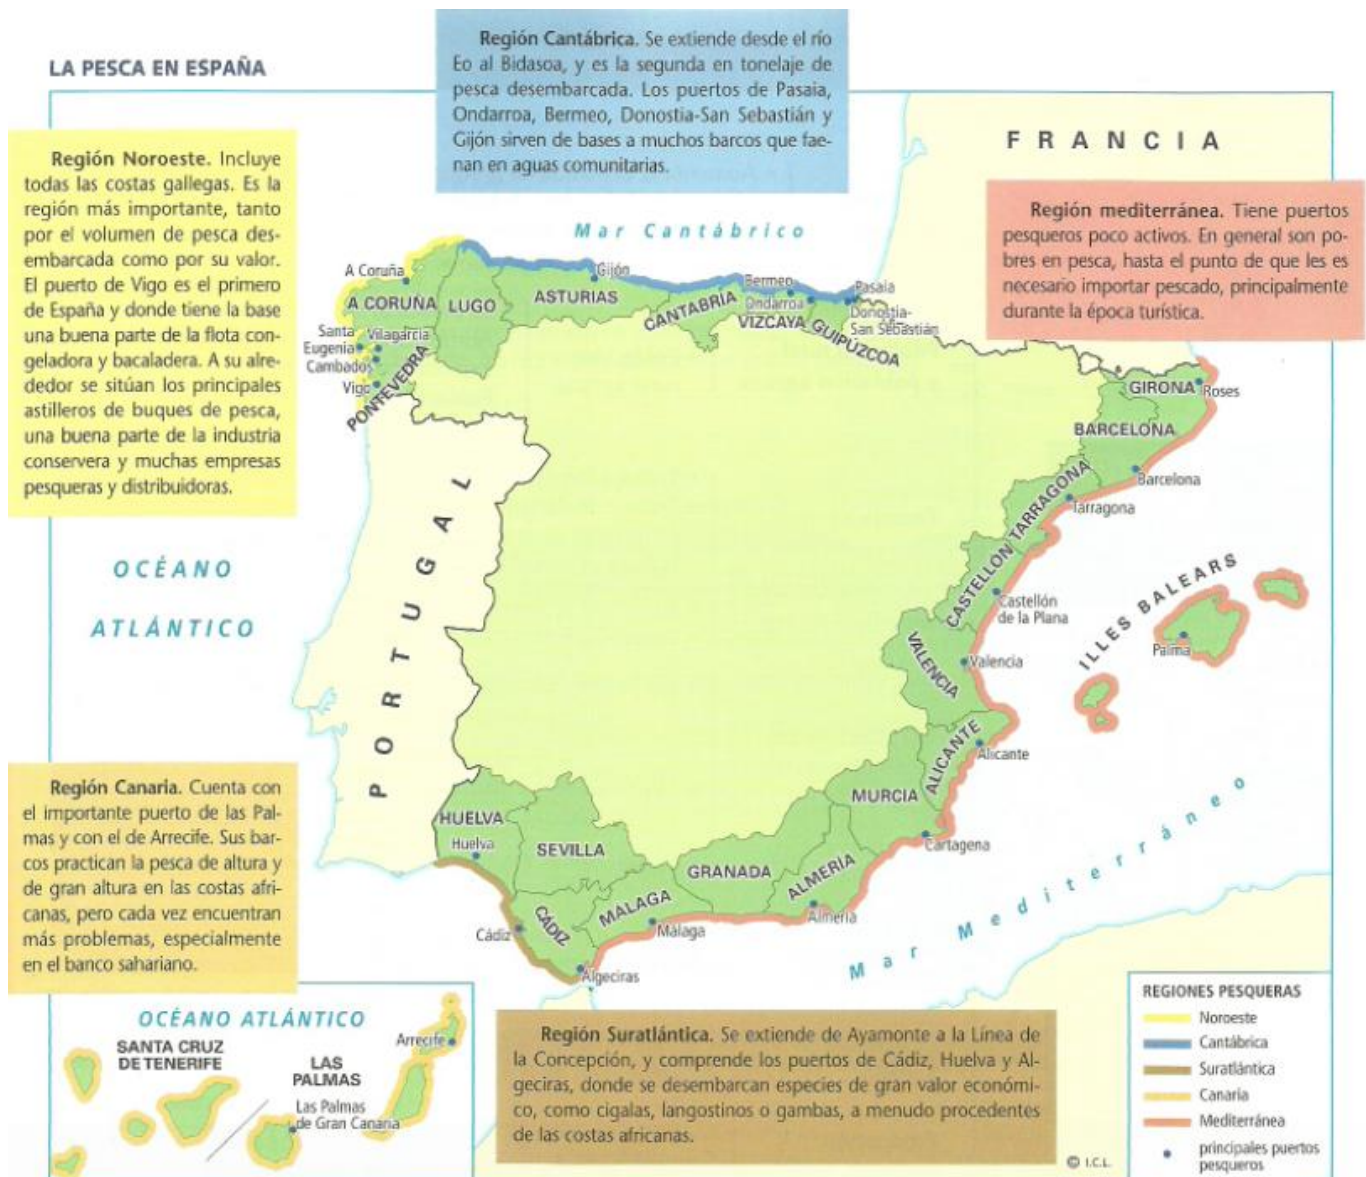 LA PESCA EN ESPAÑA
Región Cantábrica. Se extiende desde el río
Eo al Bidasoa, y es la segunda en tonelaje de
pesca desembarcada. Los puertos de Pasaia,
Ondarroa, Bermeo, Donostia-San Sebastián y
Gijón sirven de bases a muchos barcos que fae-
nan en aguas comunitarias.
Región Noroeste. Incluye
todas las costas gallegas. Es la
región más importante, tanto
por el volumen de pesca des-
embarcada como por su valor.
El puerto de Vigo es el primero
de España y donde tiene la base
una buena parte de la flota con-
geladora y bacaladera. A su alre-
dedor se sitúan los principales
astilleros de buques de pesca,
una buena parte de la industria
conservera y muchas empresas
pesqueras y distribuidoras.
FRANCIA
Región mediterránea. Tiene puertos
pesqueros poco activos. En general son po-
bres en pesca, hasta el punto de que les es
necesario importar pescado, principalmente
durante la época turística.
Mar Cantábrico
A Coruña
Gijón
Bermeo
Pasaia
A CORUÑA
LUGO
ASTURIAS
CANTABRIA
Ondarroa
VIZCAYA
GUIPÚZCOA
Donostia-
San Sebastián
Santa
Eugenia
Vilagarcía
Cambados
Vigo
PONTEVEDRA
GIRONA
Roses
BARCELONA
Barcelona
TARRAGONA
Tarragona
PORTUGAL
OCÉANO
ATLÁNTICO
CASTELLÓN
Castellón
de la Plana
ILLES BALEARS
Palma
VALENCIA
Valencia
ALICANTE
Alicante
MURCIA
Cartagena
Mar Mediterráneo
HUELVA
Huelva
SEVILLA
GRANADA
ALMERÍA
Almería
MÁLAGA
Málaga
CÁDIZ
Cádiz
Algeciras
Región Canaria. Cuenta con
el importante puerto de las Pal-
mas y con el de Arrecife. Sus bar-
cos practican la pesca de altura y
de gran altura en las costas afri-
canas, pero cada vez encuentran
más problemas, especialmente
en el banco sahariano.
OCÉANO ATLÁNTICO
SANTA CRUZ
DE TENERIFE
LAS
PALMAS
Arrecife
Las Palmas
de Gran Canaria
Región Suratlántica. Se extiende de Ayamonte a la Línea de
la Concepción, y comprende los puertos de Cádiz, Huelva y Al-
geciras, donde se desembarcan especies de gran valor económi-
co, como cigalas, langostinos o gambas, a menudo procedentes
de las costas africanas.
© I.C.L.
REGIONES PESQUERAS
Noroeste
Cantábrica
Suratlántica
Canaria
Mediterránea
principales puertos
pesqueros